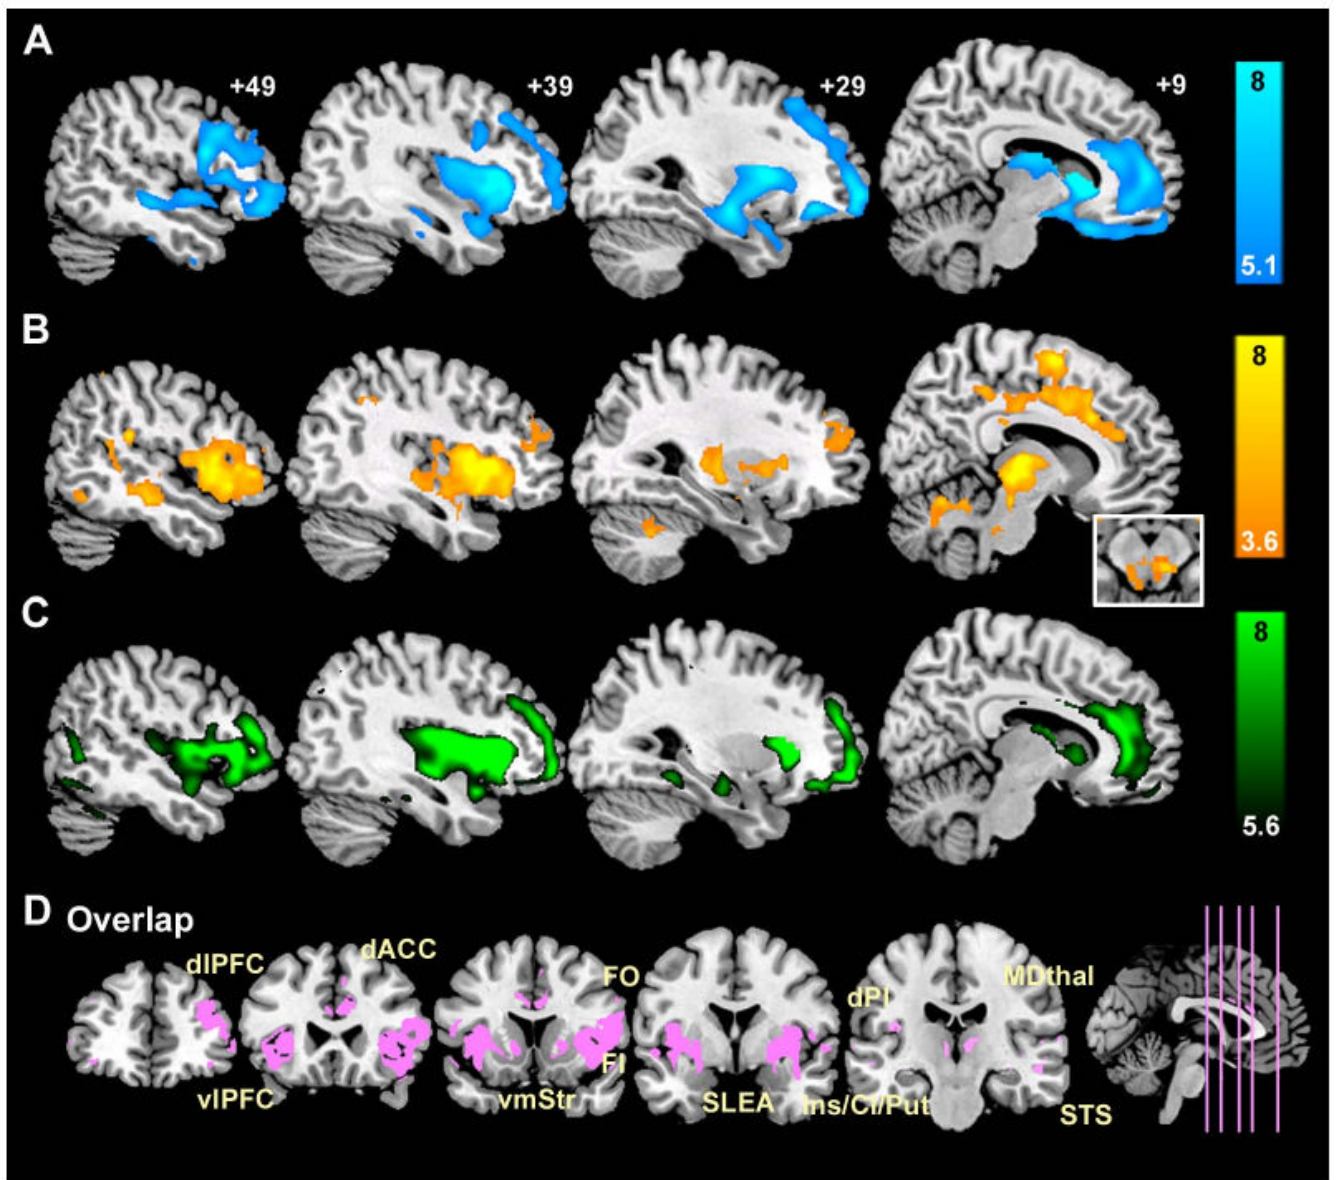 A
+49
+39
+29
+9
8
5.1
B
8
3.6
C
8
5.6
D Overlap
dlPFC
dACC
FO
dPI
MDthal
FI
vlPFC
vmStr
SLEA
Ins/Cl/Put
STS